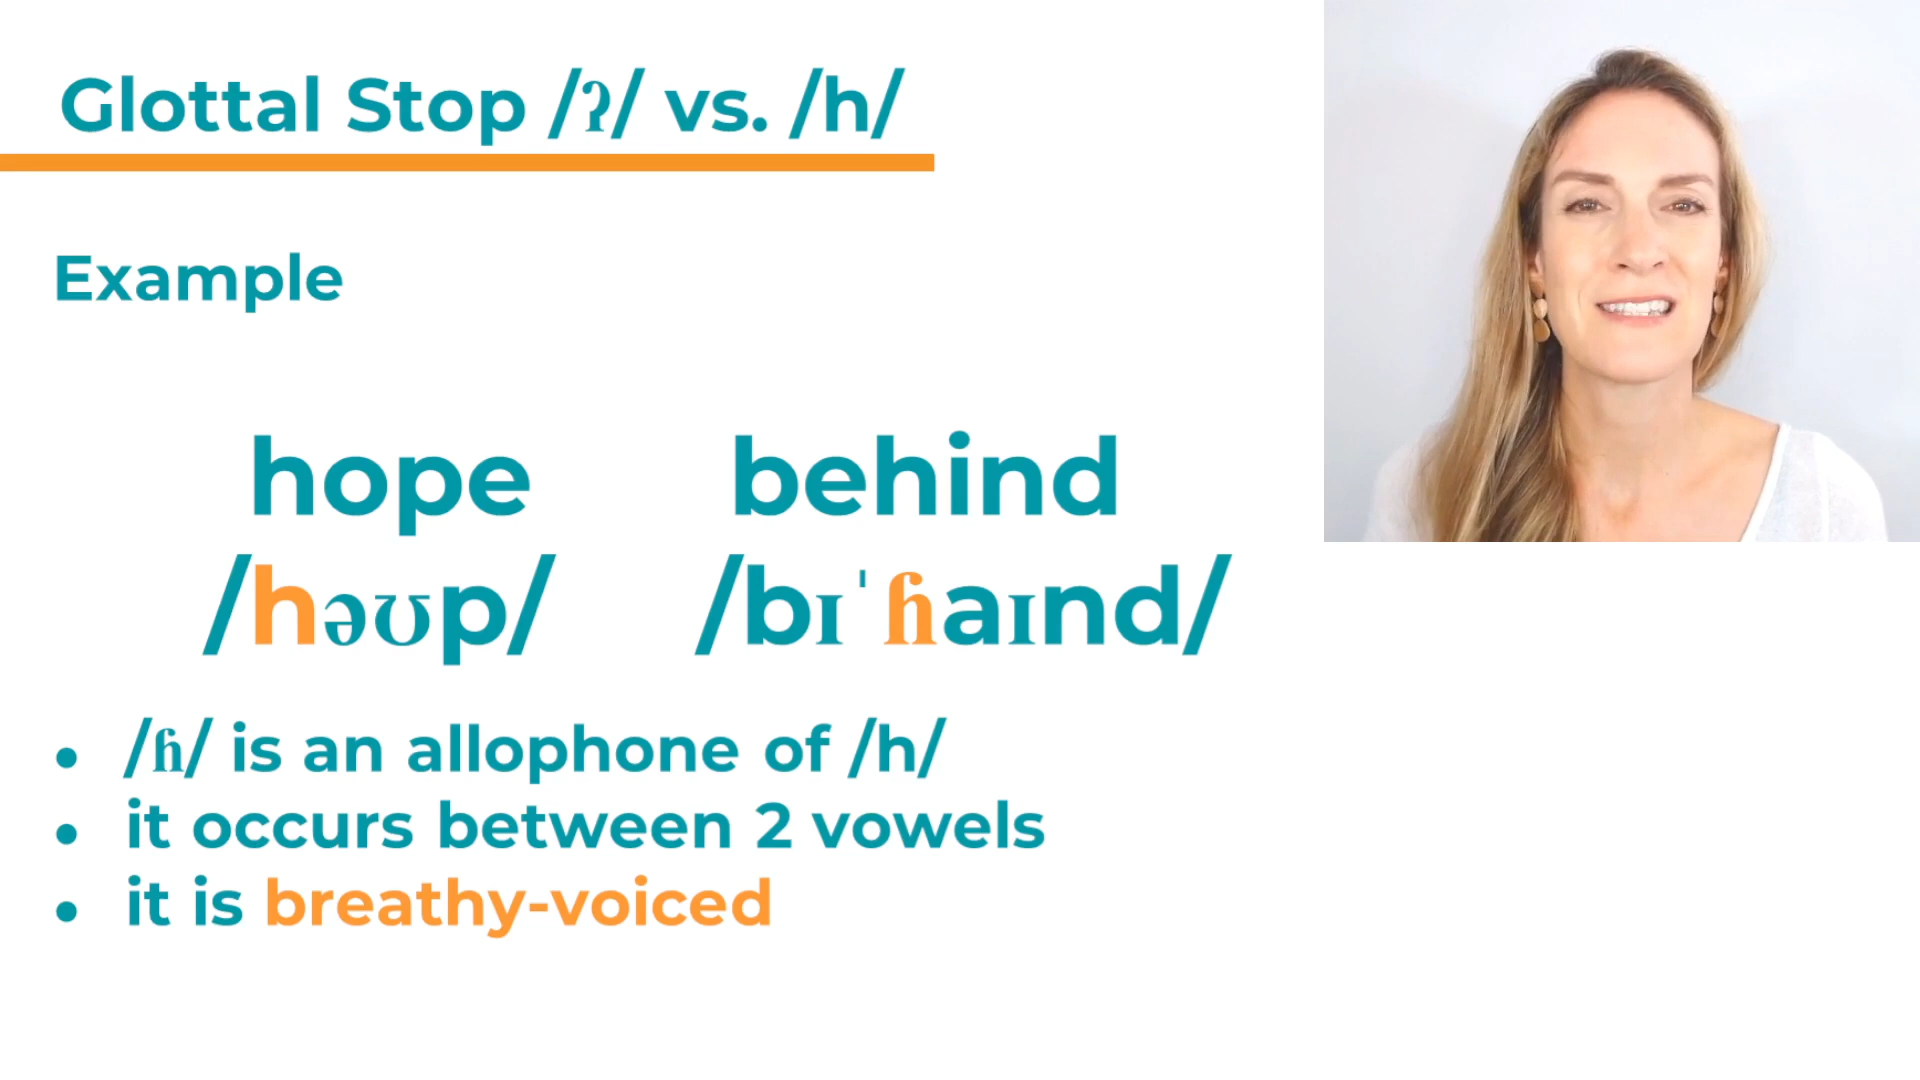 Glottal Stop /ʔ/ vs. /h/
Example
hope behind
/həʊp/ /bɪˈɦaɪnd/
• /ɦ/ is an allophone of /h/
• it occurs between 2 vowels
• it is breathy-voiced